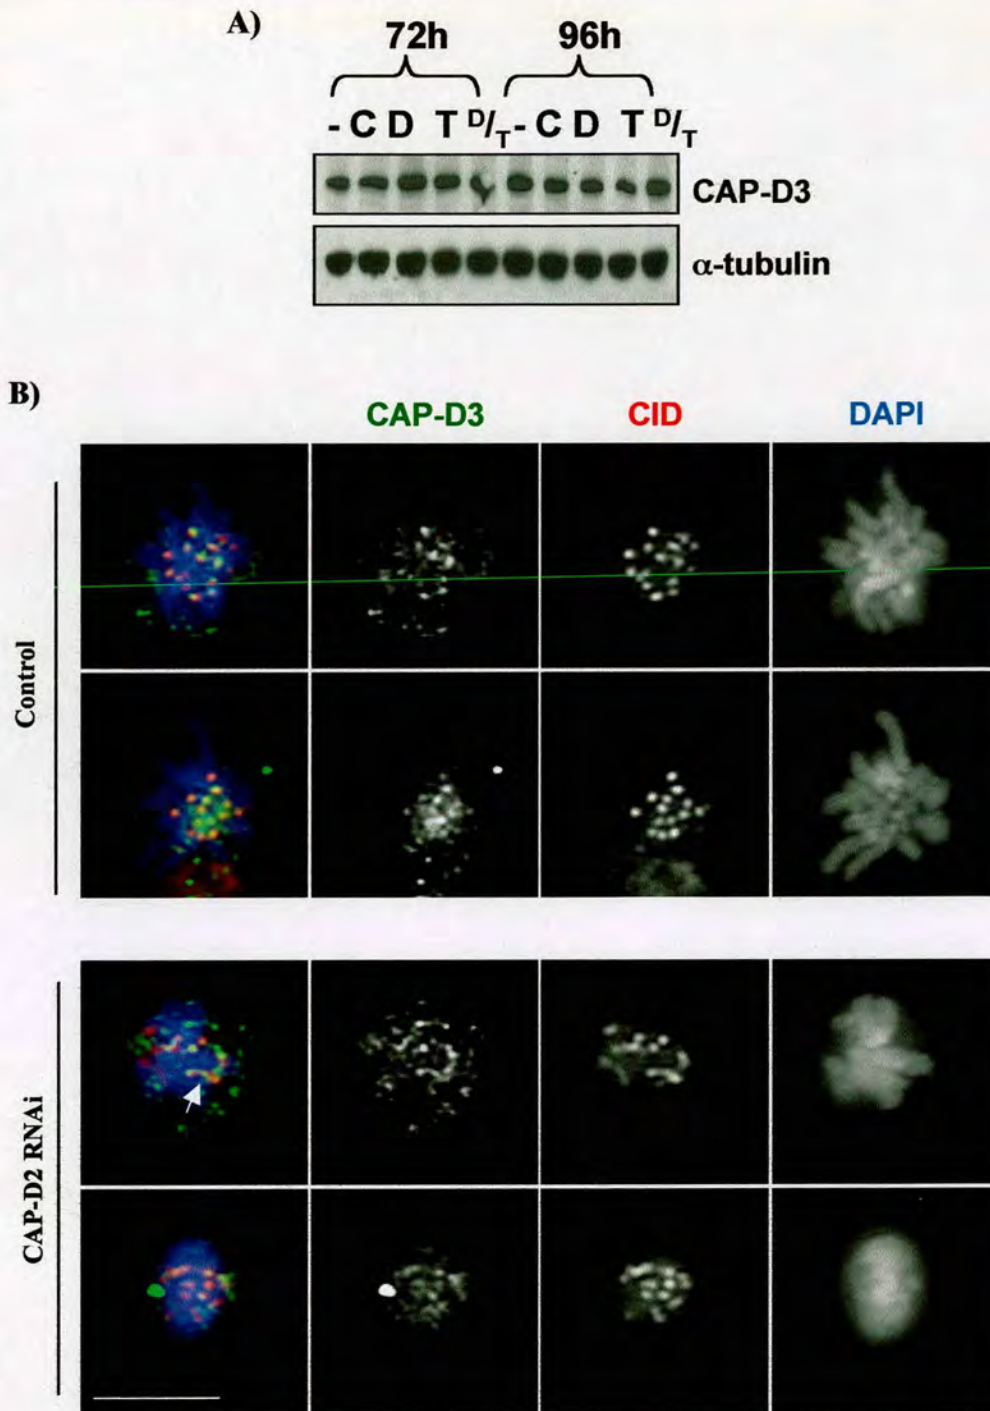 A)
72h 96h
- C D T D/T - C D T D/T
CAP-D3
α-tubulin
B)
CAP-D3 CID DAPI
Control
CAP-D2 RNAi